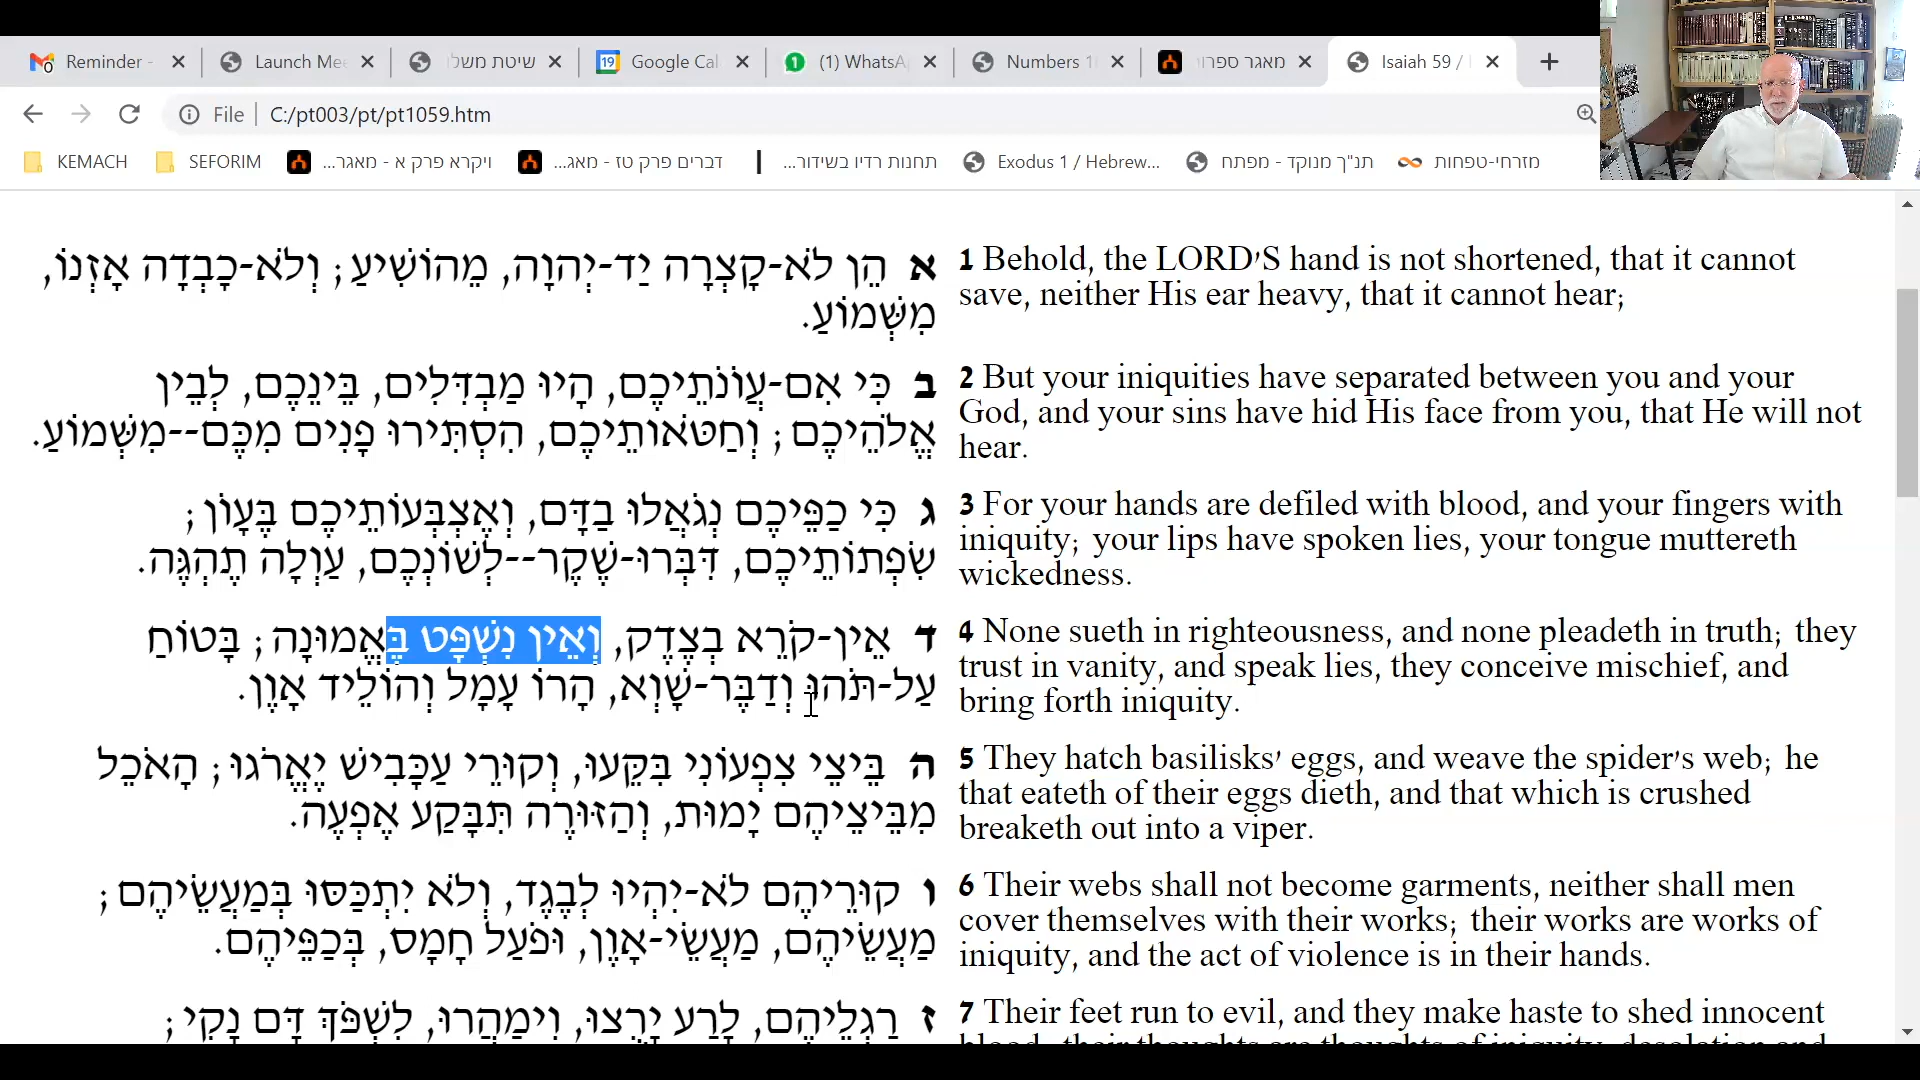 Reminder -
Launch Me
שיטת משלו
Google Cal
(1) WhatsA
Numbers 1
מאגר ספרו
Isaiah 59 /
File
C:/pt003/pt/pt1059.htm
KEMACH
SEFORIM
ויקרא פרק א - מאגר...
דברים פרק טז - מאג...
תחנות רדיו בשידור...
Exodus 1 / Hebrew...
תנ"ך מנוקד - מפתח
מזרחי-טפחות
א הֵן לֹא-קָצְרָה יַד-יְהוָה, מֵהוֹשִׁיעַ; וְלֹא-כָבְדָה אָזְנוֹ,
מִשְּׁמוֹעַ.
1 Behold, the LORD'S hand is not shortened, that it cannot
save, neither His ear heavy, that it cannot hear;
ב כִּי אִם-עֲוֺנֹתֵיכֶם, הָיוּ מַבְדִּלִים, בֵּינֵכֶם, לְבֵין
אֱלֹהֵיכֶם; וְחַטֹּאותֵיכֶם, הִסְתִּירוּ פָנִים מִכֶּם--מִשְּׁמוֹעַ.
2 But your iniquities have separated between you and your
God, and your sins have hid His face from you, that He will not
hear.
ג כִּי כַפֵּיכֶם נְגֹאֲלוּ בַדָּם, וְאֶצְבְּעוֹתֵיכֶם בֶּעָוֺן;
שִׂפְתוֹתֵיכֶם, דִּבְּרוּ-שֶׁקֶר--לְשׁוֹנְכֶם, עַוְלָה תֶהְגֶּה.
3 For your hands are defiled with blood, and your fingers with
iniquity; your lips have spoken lies, your tongue muttereth
wickedness.
ד אֵין-קֹרֵא בְצֶדֶק, וְאֵין נִשְׁפָּט בֶּאֱמוּנָה; בָּטוֹחַ
עַל-תֹּהוּ וְדַבֶּר-שָׁוְא, הָרוֹ עָמָל וְהוֹלֵיד אָוֶן.
4 None sueth in righteousness, and none pleadeth in truth; they
trust in vanity, and speak lies, they conceive mischief, and
bring forth iniquity.
ה בֵּיצֵי צִפְעוֹנִי בִּקֵּעוּ, וְקוּרֵי עַכָּבִישׁ יֶאֱרֹגוּ; הָאֹכֵל
מִבֵּיצֵיהֶם יָמוּת, וְהַזּוּרֶה תִּבָּקַע אֶפְעֶה.
5 They hatch basilisks' eggs, and weave the spider's web; he
that eateth of their eggs dieth, and that which is crushed
breaketh out into a viper.
ו קוּרֵיהֶם לֹא-יִהְיוּ לְבֶגֶד, וְלֹא יִתְכַּסּוּ בְּמַעֲשֵׂיהֶם;
מַעֲשֵׂיהֶם, מַעֲשֵׂי-אָוֶן, וּפֹעַל חָמָס, בְּכַפֵּיהֶם.
6 Their webs shall not become garments, neither shall men
cover themselves with their works; their works are works of
iniquity, and the act of violence is in their hands.
ז רַגְלֵיהֶם, לָרַע יָרֻצוּ, וִימַהֲרוּ, לִשְׁפֹּךְ דָּם נָקִי;
7 Their feet run to evil, and they make haste to shed innocent
blood; their thoughts are thoughts of iniquity, desolation and